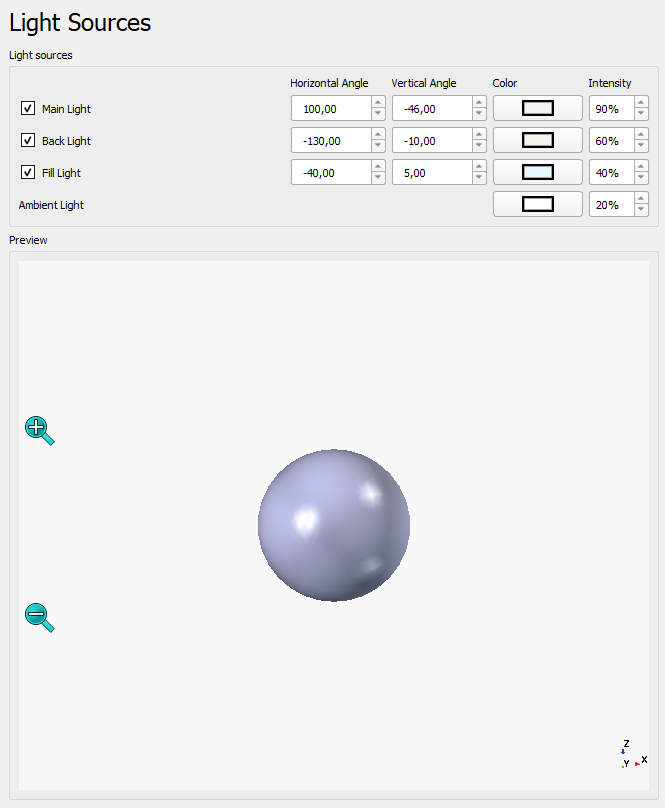 Light Sources
Light sources
Horizontal Angle Vertical Angle Color Intensity
Main Light 100,00 -46,00 90%
Back Light -130,00 -10,00 60%
Fill Light -40,00 5,00 40%
Ambient Light 20%
Preview
Z
Y X